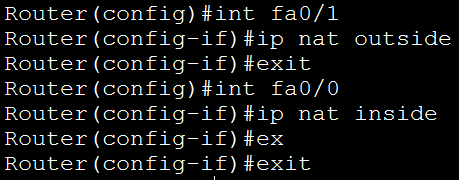 Router(config)#int fa0/1
Router(config-if)#ip nat outside
Router(config-if)#exit
Router(config)#int fa0/0
Router(config-if)#ip nat inside
Router(config-if)#ex
Router(config-if)#exit